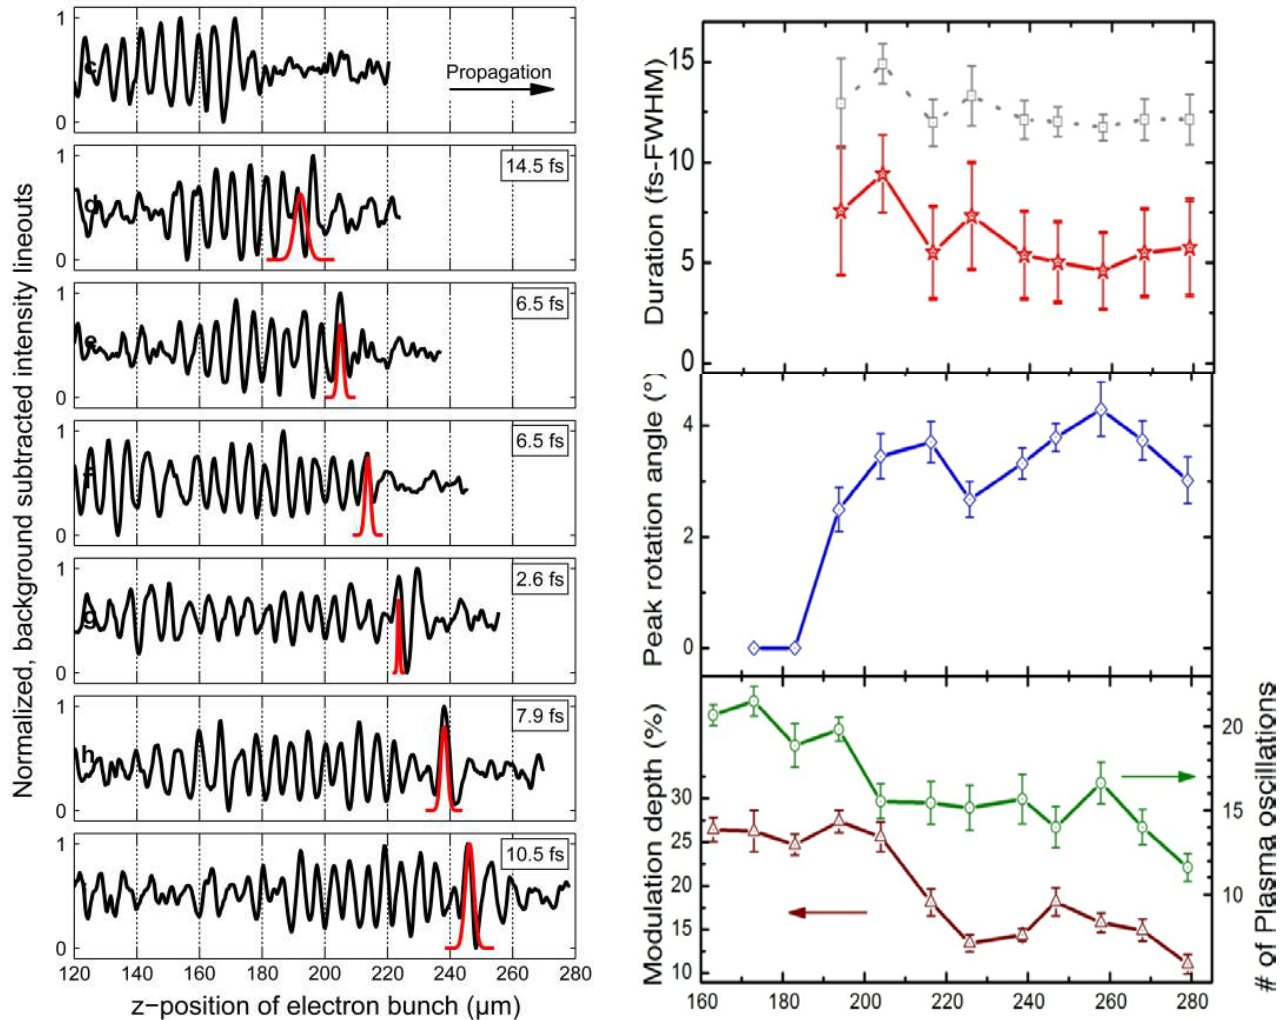 Normalized, background subtracted intensity lineouts
1
c
Propagation
0
1
14.5 fs
d
0
1
6.5 fs
e
0
1
6.5 fs
f
0
1
2.6 fs
g
0
1
7.9 fs
h
0
1
10.5 fs
0
120 140 160 180 200 220 240 260 280
z−position of electron bunch (μm)
Duration (fs-FWHM)
15
10
5
0
Peak rotation angle (°)
4
2
0
Modulation depth (%)
30
25
20
15
10
# of Plasma oscillations
20
15
10
160 180 200 220 240 260 280